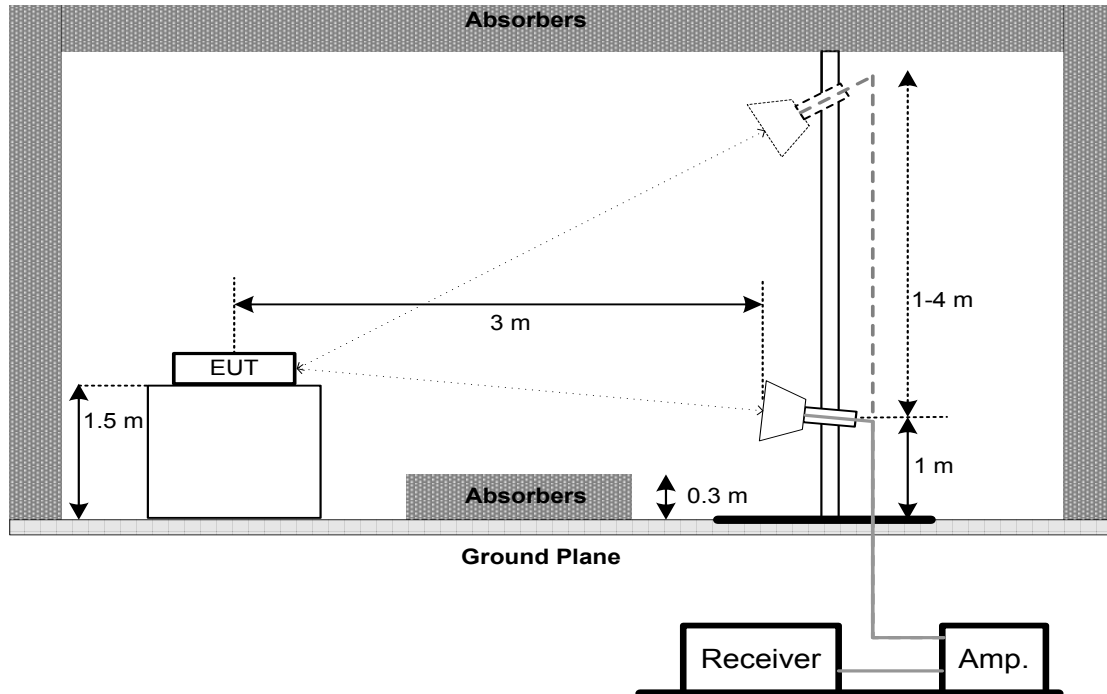 Absorbers
1-4 m
3 m
EUT
1.5 m
1 m
Absorbers
0.3 m
Ground Plane
Receiver
Amp.